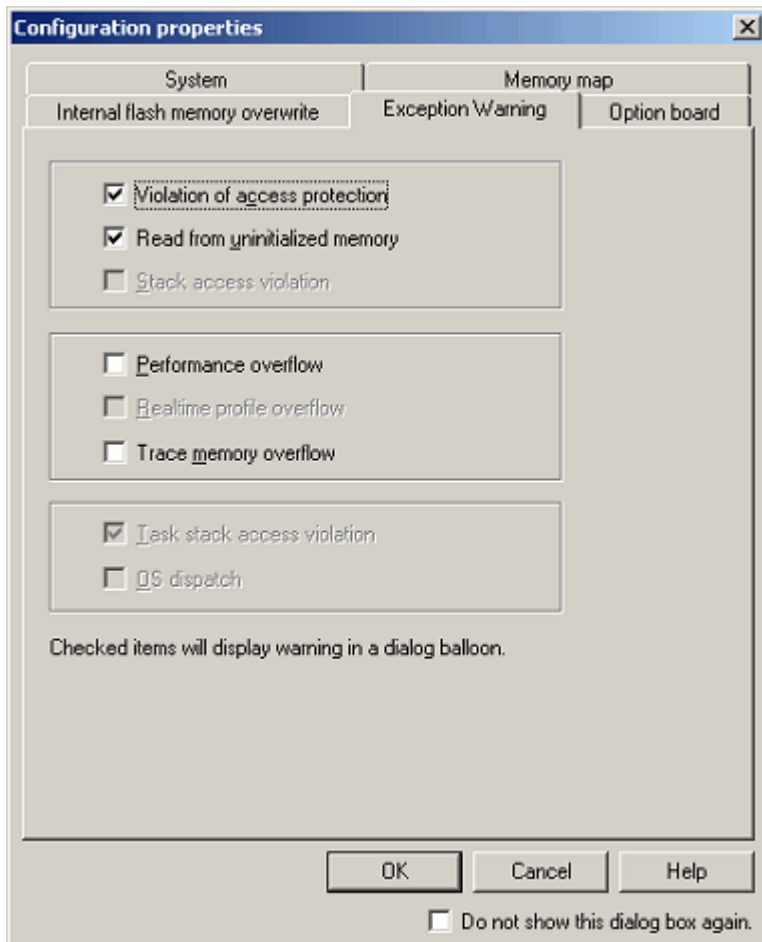 Configuration properties
System
Memory map
Internal flash memory overwrite
Exception Warning
Option board
Violation of access protection
Read from uninitialized memory
Stack access violation
Performance overflow
Realtime profile overflow
Trace memory overflow
Task stack access violation
OS dispatch
Checked items will display warning in a dialog balloon.
OK
Cancel
Help
Do not show this dialog box again.